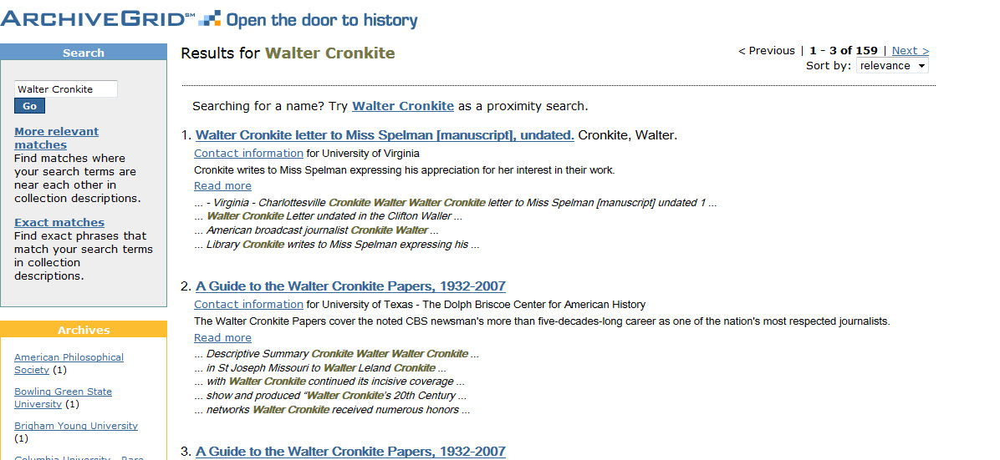 ARCHIVEGRID℠ Open the door to history
Search
Walter Cronkite
Go
More relevant
matches
Find matches where
your search terms are
near each other in
collection descriptions.
Exact matches
Find exact phrases that
match your search terms
in collection
descriptions.
Archives
American Philosophical
Society (1)
Bowling Green State
University (1)
Brigham Young University
(1)
Columbia University - Rare
Results for Walter Cronkite
< Previous | 1 - 3 of 159 | Next >
Sort by: relevance
Searching for a name? Try Walter Cronkite as a proximity search.
1. Walter Cronkite letter to Miss Spelman [manuscript], undated. Cronkite, Walter.
Contact information for University of Virginia
Cronkite writes to Miss Spelman expressing his appreciation for her interest in their work.
Read more
... - Virginia - Charlottesville Cronkite Walter Walter Cronkite letter to Miss Spelman [manuscript] undated 1 ...
... Walter Cronkite Letter undated in the Clifton Waller ...
... American broadcast journalist Cronkite Walter ...
... Library Cronkite writes to Miss Spelman expressing his ...
2. A Guide to the Walter Cronkite Papers, 1932-2007
Contact information for University of Texas - The Dolph Briscoe Center for American History
The Walter Cronkite Papers cover the noted CBS newsman's more than five-decades-long career as one of the nation's most respected journalists.
Read more
... Descriptive Summary Cronkite Walter Walter Cronkite ...
... in St Joseph Missouri to Walter Leland Cronkite ...
... with Walter Cronkite continued its incisive coverage ...
... show and produced “Walter Cronkite's 20th Century ...
... networks Walter Cronkite received numerous honors ...
3. A Guide to the Walter Cronkite Papers, 1932-2007